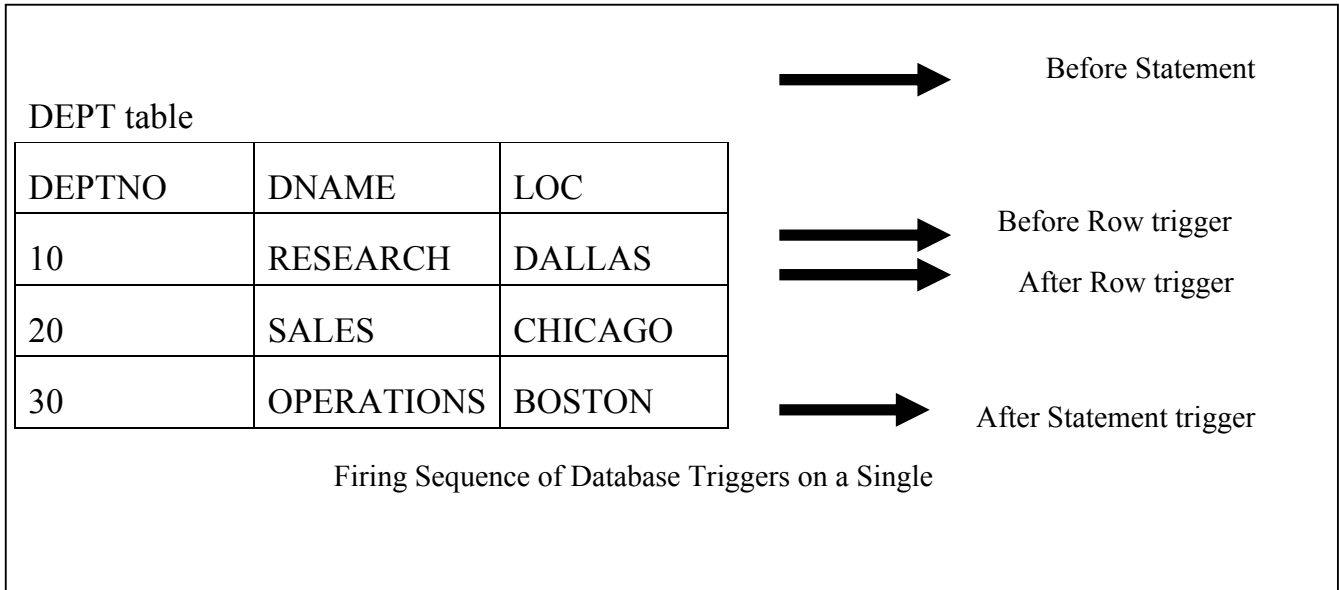 Before Statement
DEPT table
DEPTNO DNAME LOC
Before Row trigger
10 RESEARCH DALLAS
After Row trigger
20 SALES CHICAGO
30 OPERATIONS BOSTON
After Statement trigger
Firing Sequence of Database Triggers on a Single